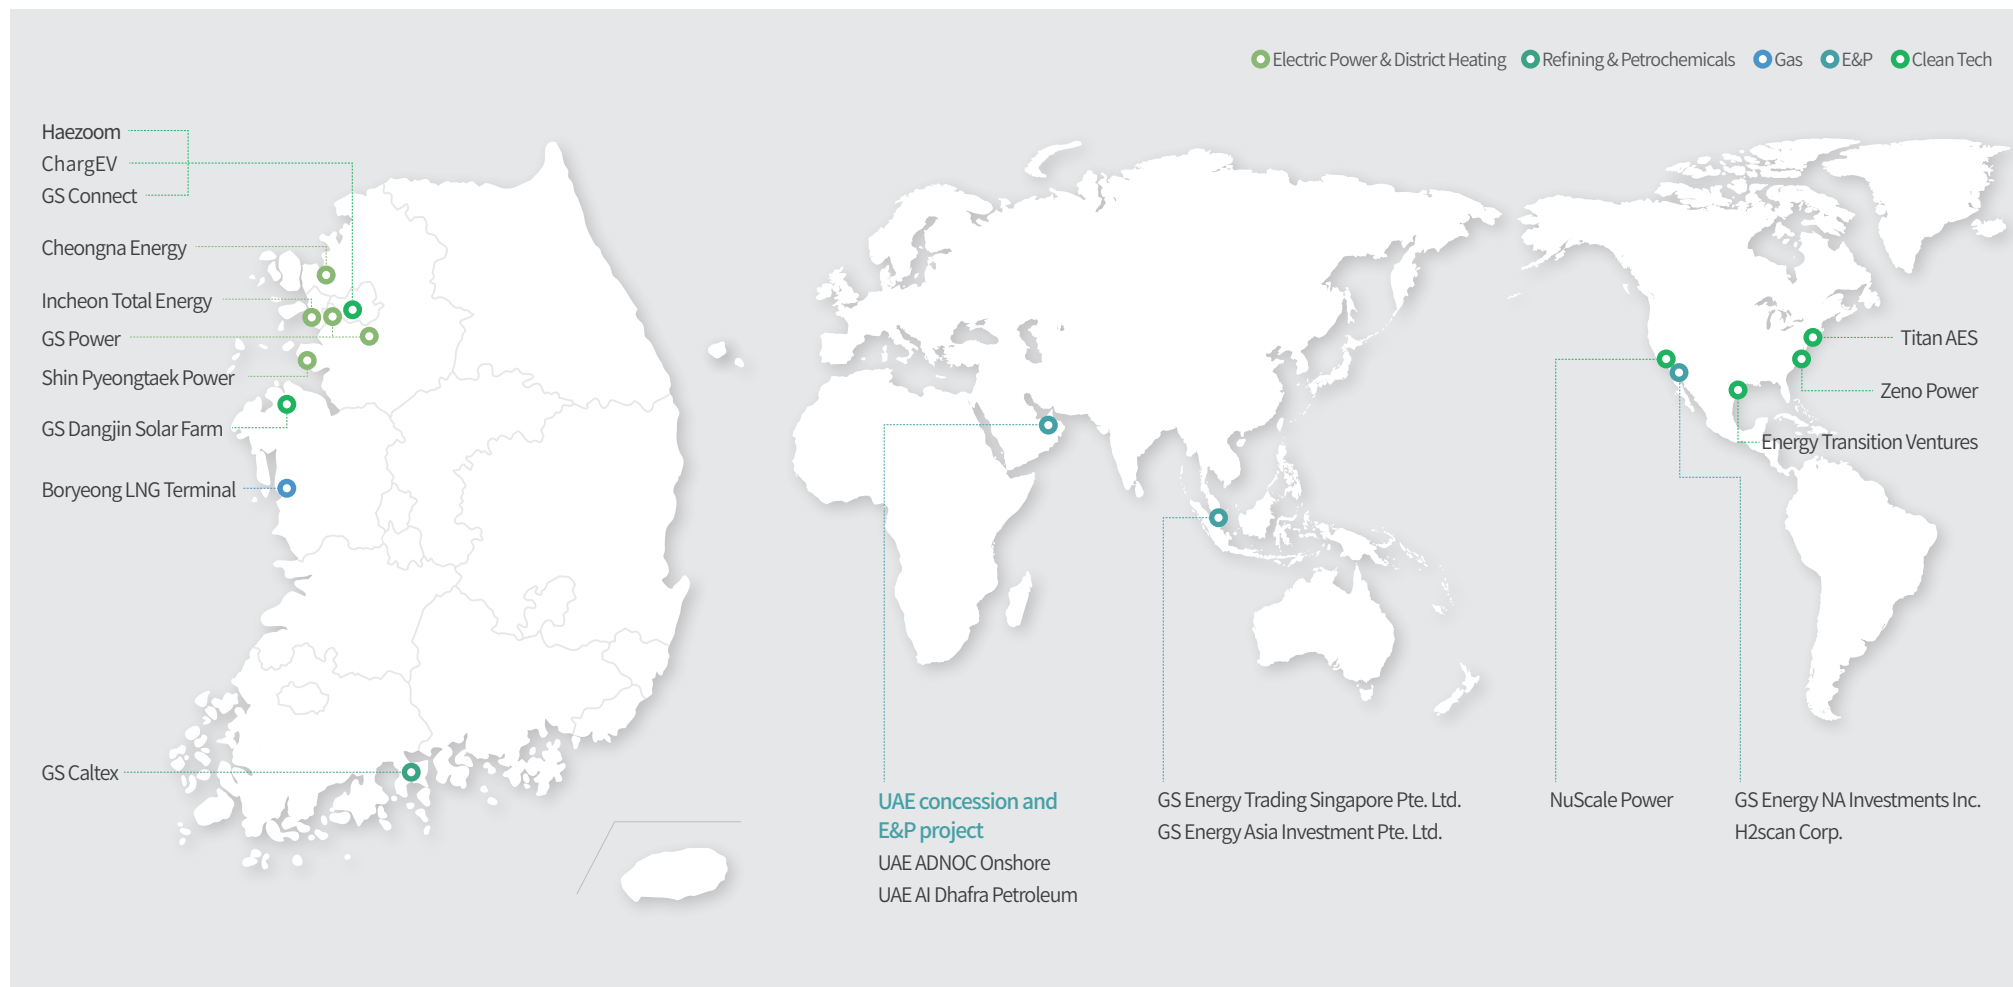 Electric Power & District Heating
Refining & Petrochemicals
Gas
E&P
Clean Tech
Haezoom
ChargEV
GS Connect
Cheongna Energy
Incheon Total Energy
GS Power
Shin Pyeongtaek Power
GS Dangjin Solar Farm
Boryeong LNG Terminal
GS Caltex
Titan AES
Zeno Power
Energy Transition Ventures
UAE concession and
E&P project
UAE ADNOC Onshore
UAE AI Dhafra Petroleum
GS Energy Trading Singapore Pte. Ltd.
GS Energy Asia Investment Pte. Ltd.
NuScale Power
GS Energy NA Investments Inc.
H2scan Corp.